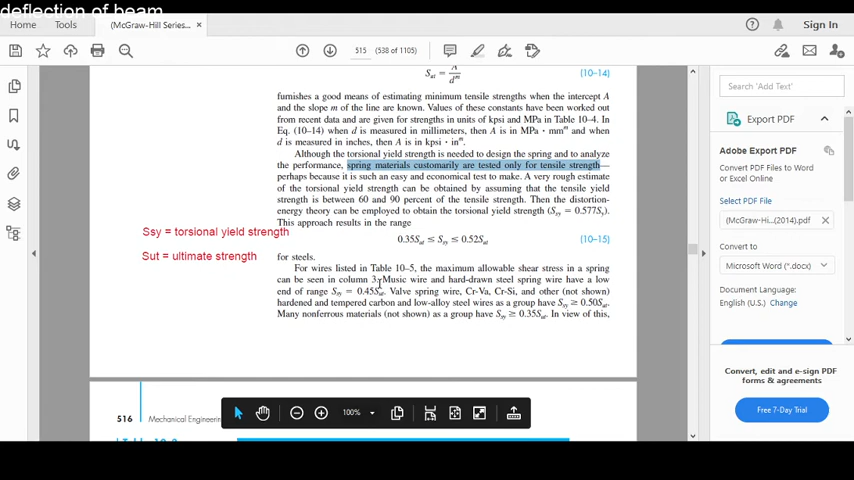 deflection of beam
Home
Tools
(McGraw-Hill Series...
×
Sign In
515
(538 of 1105)
S_ut = A / d^m
(10–14)
furnishes a good means of estimating minimum tensile strengths when the intercept A
and the slope m of the line are known. Values of these constants have been worked out
from recent data and are given for strengths in units of kpsi and MPa in Table 10–4. In
Eq. (10–14) when d is measured in millimeters, then A is in MPa · mm^m and when
d is measured in inches, then A is in kpsi · in^m.
Although the torsional yield strength is needed to design the spring and to analyze
the performance, spring materials customarily are tested only for tensile strength—
perhaps because it is such an easy and economical test to make. A very rough estimate
of the torsional yield strength can be obtained by assuming that the tensile yield
strength is between 60 and 90 percent of the tensile strength. Then the distortion-
energy theory can be employed to obtain the torsional yield strength (S_sy = 0.577S_y).
This approach results in the range
Ssy = torsional yield strength
0.35S_ut ≤ S_sy ≤ 0.52S_ut
(10–15)
Sut = ultimate strength
for steels.
For wires listed in Table 10–5, the maximum allowable shear stress in a spring
can be seen in column 3. Music wire and hard-drawn steel spring wire have a low
end of range S_sy = 0.45S_ut. Valve spring wire, Cr-Va, Cr-Si, and other (not shown)
hardened and tempered carbon and low-alloy steel wires as a group have S_sy ≥ 0.50S_ut.
Many nonferrous materials (not shown) as a group have S_sy ≥ 0.35S_ut. In view of this,
516
Mechanical Engineering
100%
Search 'Add Text'
Export PDF
Adobe Export PDF
Convert PDF Files to Word
or Excel Online
Select PDF File
(McGraw-Hi...(2014).pdf
Convert to
Microsoft Word (*.docx)
Document Language:
English (U.S.) Change
Convert, edit and e-sign PDF
forms & agreements
Free 7-Day Trial